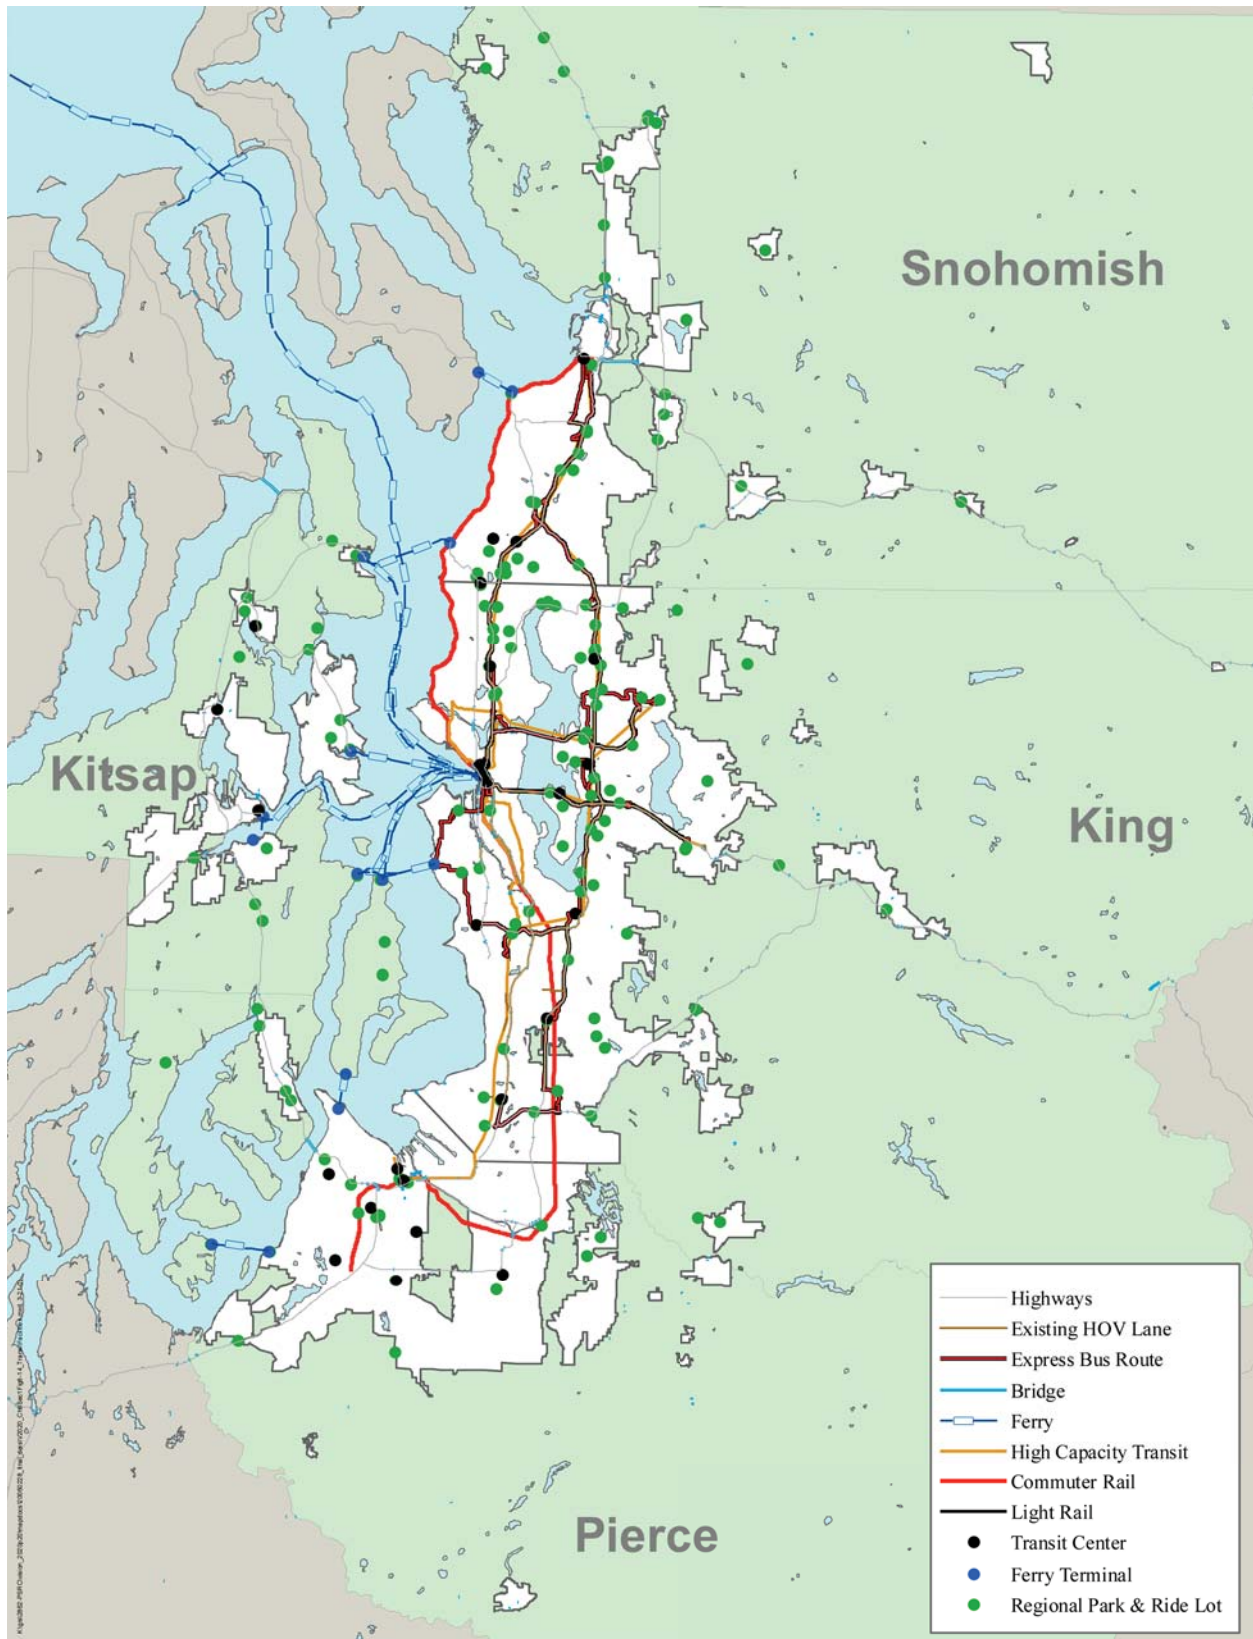 Snohomish
Kitsap
King
Pierce
Highways
Existing HOV Lane
Express Bus Route
Bridge
Ferry
High Capacity Transit
Commuter Rail
Light Rail
Transit Center
Ferry Terminal
Regional Park & Ride Lot